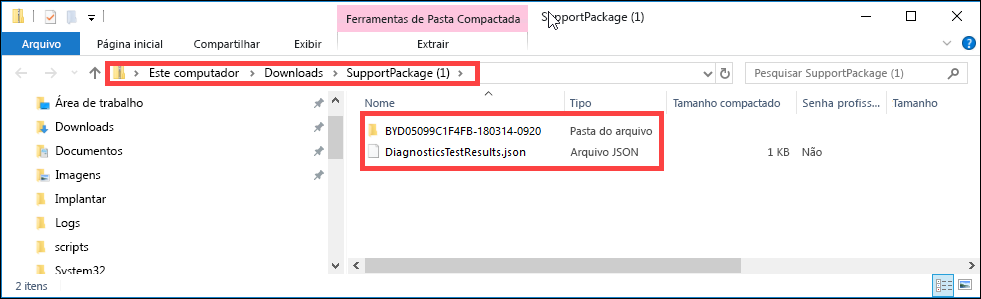 Ferramentas de Pasta Compactada
SupportPackage (1)
Arquivo
Página inicial
Compartilhar
Exibir
Extrair
Este computador
Downloads
SupportPackage (1)
Pesquisar SupportPackage (1)
Área de trabalho
Downloads
Documentos
Imagens
Implantar
Logs
scripts
System32
Nome
Tipo
Tamanho compactado
Senha profiss...
Tamanho
BYD05099C1F4FB-180314-0920
Pasta do arquivo
DiagnosticsTestResults.json
Arquivo JSON
1 KB
Não
2 itens